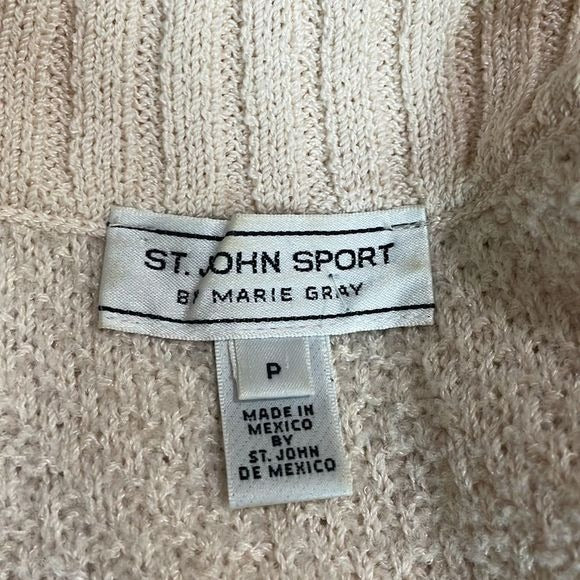 ST. JOHN SPORT
BY MARIE GRAY
P
MADE IN
MEXICO
BY
ST. JOHN
DE MEXICO